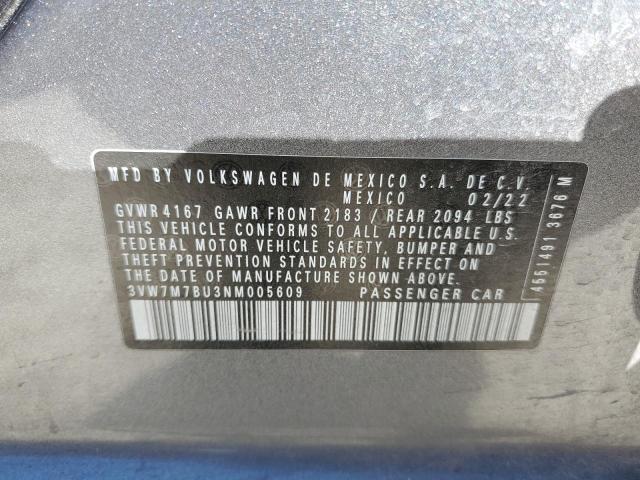 MFD BY VOLKSWAGEN DE MEXICO S.A. DE C.V.
MEXICO 02/22
GVWR 4167 GAWR FRONT 2183 / REAR 2094 LBS
THIS VEHICLE CONFORMS TO ALL APPLICABLE U.S.
FEDERAL MOTOR VEHICLE SAFETY, BUMPER AND
THEFT PREVENTION STANDARDS IN EFFECT ON
THE DATE OF MANUFACTURE SHOWN ABOVE.
3VW7M7BU3NM005609 PASSENGER CAR
4661491 3676 M